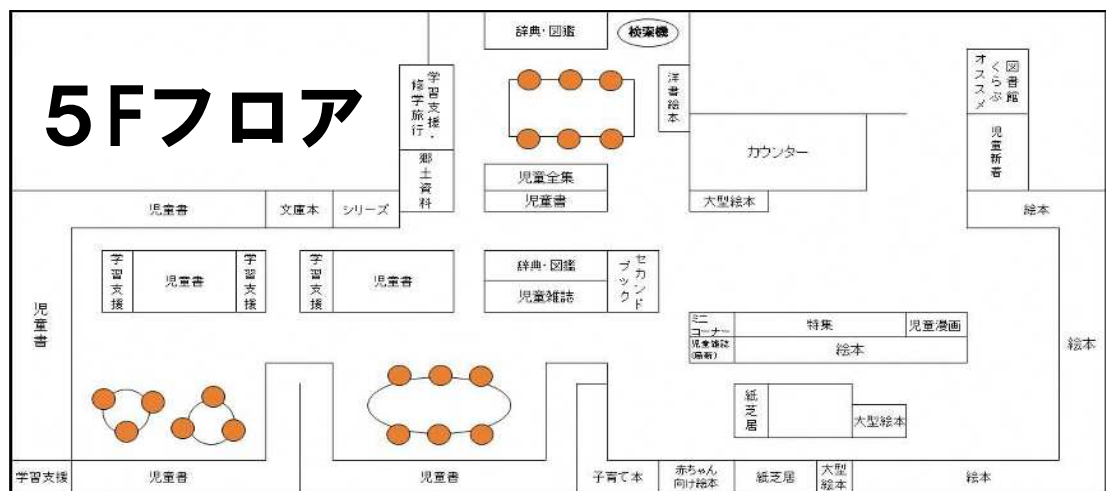 5Fフロア
辞典・図鑑
検索機
学習支援・
修学旅行
洋書絵本
図書館
くらぶ
オススメ
郷土資料
児童全集
児童書
カウンター
児童新着
児童書
文庫本
シリーズ
大型絵本
絵本
学習支援
児童書
学習支援
学習支援
児童書
辞典・図鑑
児童雑誌
セカンド
ブック
児童書
ミニ
コーナー
特集
児童漫画
児童雑誌
(最新)
絵本
絵本
紙芝居
大型絵本
学習支援
児童書
児童書
子育て本
赤ちゃん
向け絵本
紙芝居
大型
絵本
絵本